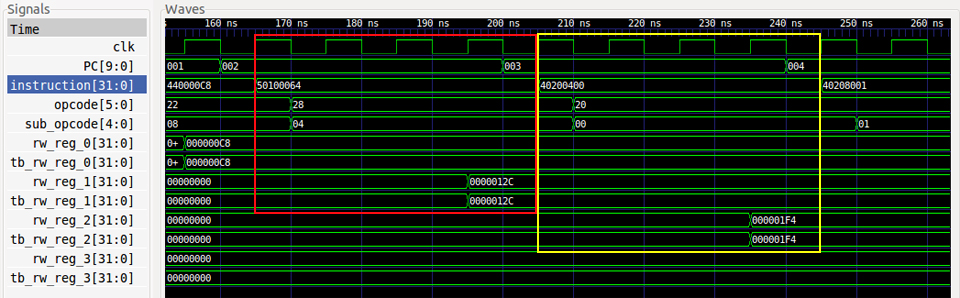 Signals
Waves
Time
160 ns 170 ns 180 ns 190 ns 200 ns 210 ns 220 ns 230 ns 240 ns 250 ns 260 ns
clk
PC[9:0] 001 002 003 004
instruction[31:0] 440000C8 50100064 40200400 40208001
opcode[5:0] 22 28 20
sub_opcode[4:0] 08 04 00 01
rw_reg_0[31:0] 0+ 000000C8
tb_rw_reg_0[31:0] 0+ 000000C8
rw_reg_1[31:0] 00000000 0000012C
tb_rw_reg_1[31:0] 00000000 0000012C
rw_reg_2[31:0] 00000000 000001F4
tb_rw_reg_2[31:0] 00000000 000001F4
rw_reg_3[31:0] 00000000
tb_rw_reg_3[31:0] 00000000